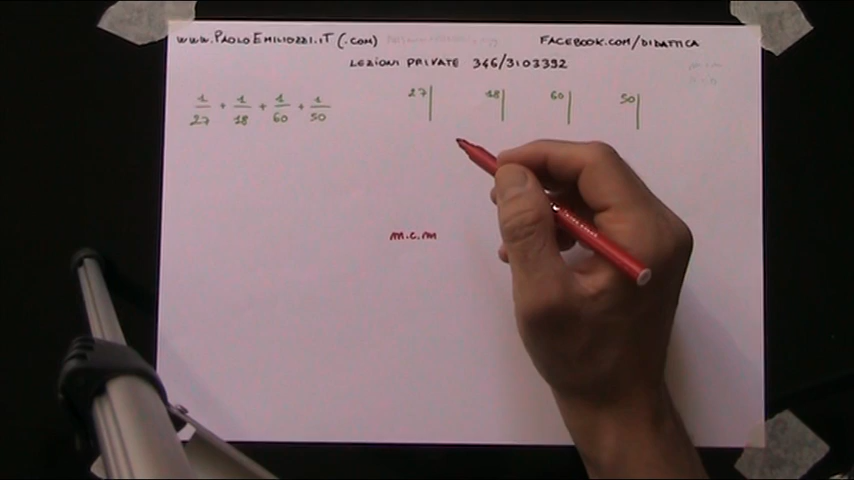 www.PaoloEmiliozzi.iT (.com)
FACEBOOK.COM/DIDATTICA
LEZIONI PRIVATE 346/3103392
1/27 + 1/18 + 1/60 + 1/50
27 18 60 50
m.c.m